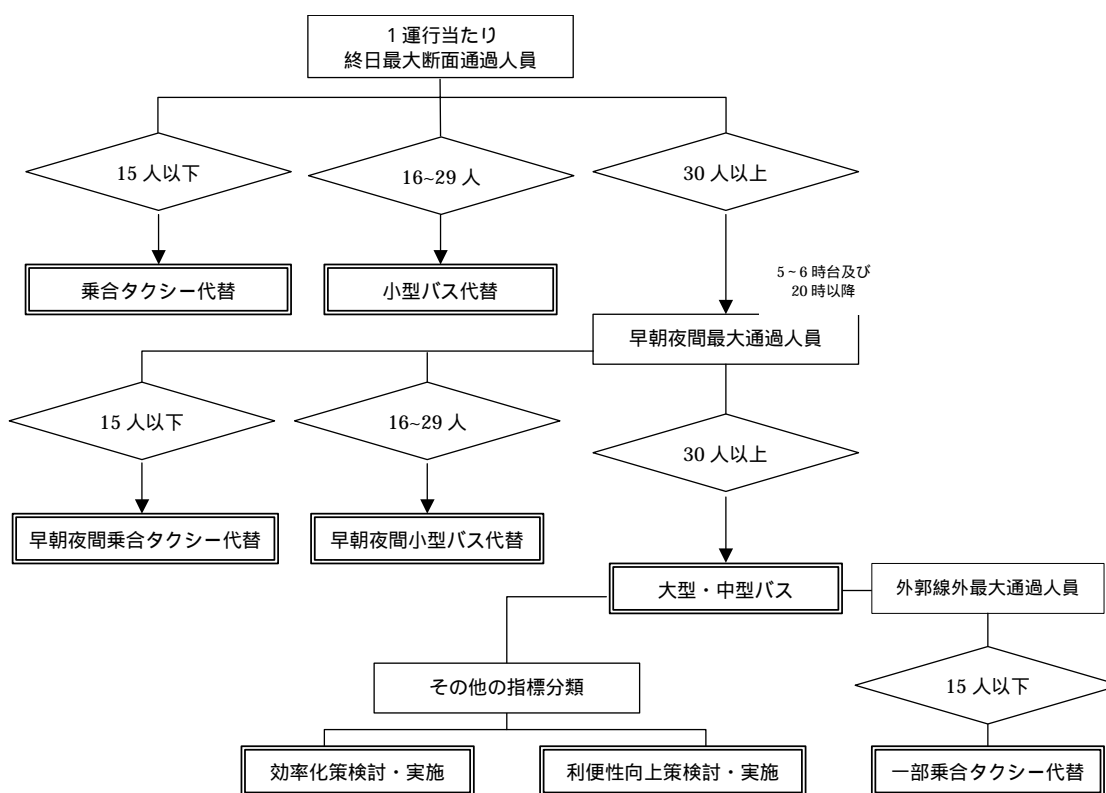 1運行当たり
終日最大断面通過人員
15人以下
16~29人
30人以上
乗合タクシー代替
小型バス代替
5~6時台及び
20時以降
早朝夜間最大通過人員
15人以下
16~29人
30人以上
早朝夜間乗合タクシー代替
早朝夜間小型バス代替
大型・中型バス
外郭線外最大通過人員
その他の指標分類
15人以下
効率化策検討・実施
利便性向上策検討・実施
一部乗合タクシー代替